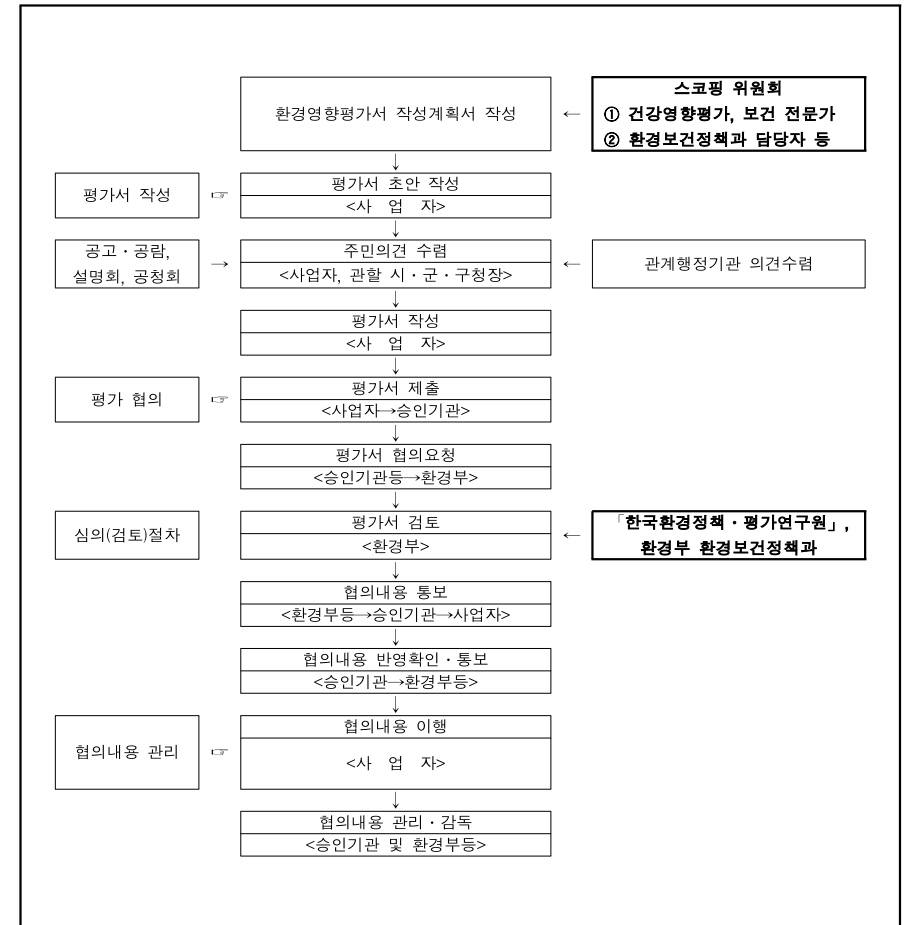 환경영향평가서 작성계획서 작성
←
스코핑 위원회
① 건강영향평가, 보건 전문가
② 환경보건정책과 담당자 등
↓
평가서 작성
☞
평가서 초안 작성
<사 업 자>
↓
공고・공람,
설명회, 공청회
→
주민의견 수렴
<사업자, 관할 시・군・구청장>
←
관계행정기관 의견수렴
↓
평가서 작성
<사 업 자>
↓
평가 협의
☞
평가서 제출
<사업자→승인기관>
↓
평가서 협의요청
<승인기관등→환경부>
↓
심의(검토)절차
평가서 검토
<환경부>
←
「한국환경정책・평가연구원」,
환경부 환경보건정책과
↓
협의내용 통보
<환경부등→승인기관→사업자>
↓
협의내용 반영확인・통보
<승인기관→환경부등>
↓
협의내용 관리
☞
협의내용 이행
<사 업 자>
↓
협의내용 관리・감독
<승인기관 및 환경부등>